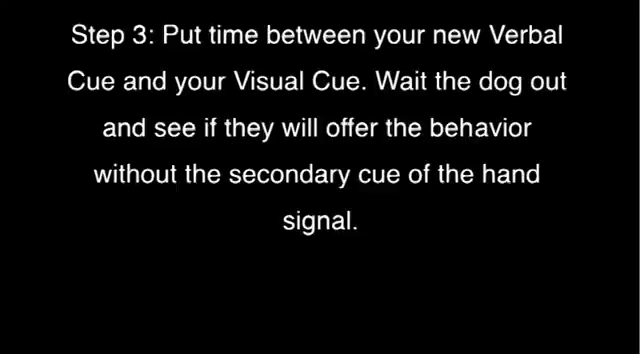 Step 3: Put time between your new Verbal
Cue and your Visual Cue. Wait the dog out
and see if they will offer the behavior
without the secondary cue of the hand
signal.